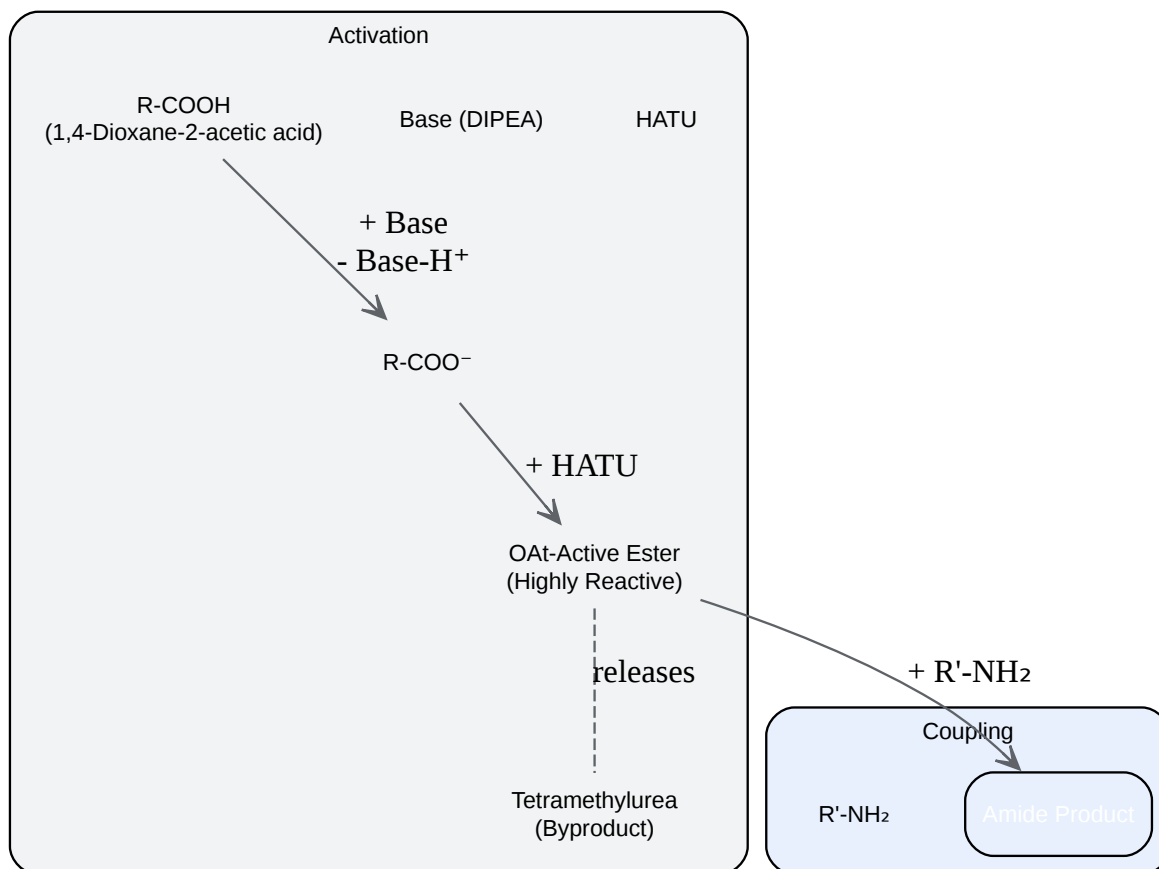 Activation
R-COOH
(1,4-Dioxane-2-acetic acid)
Base (DIPEA)
HATU
+ Base
- Base-H⁺
R-COO⁻
+ HATU
OAt-Active Ester
(Highly Reactive)
releases
+ R'-NH₂
Coupling
Tetramethylurea
(Byproduct)
R'-NH₂
Amide Product